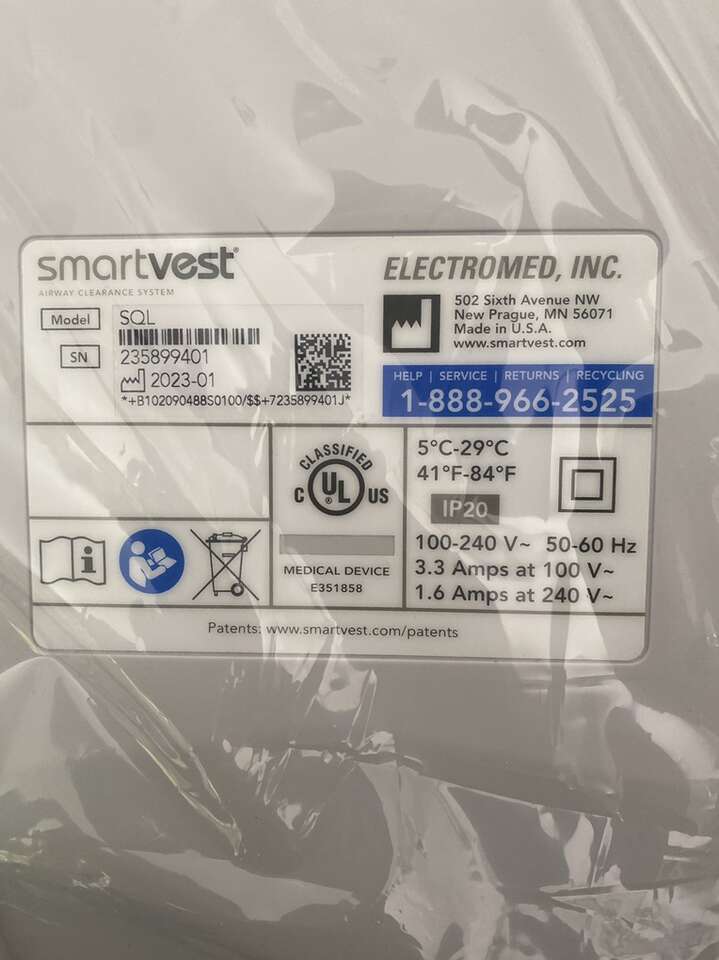 smartvest®
AIRWAY CLEARANCE SYSTEM
Model SQL
SN 235899401
2023-01
*+B102090488S0100/$$+7235899401J*
ELECTROMED, INC.
502 Sixth Avenue NW
New Prague, MN 56071
Made in U.S.A.
www.smartvest.com
HELP | SERVICE | RETURNS | RECYCLING
1-888-966-2525
CLASSIFIED
C UL® US
MEDICAL DEVICE
E351858
5°C-29°C
41°F-84°F
IP20
100-240 V~ 50-60 Hz
3.3 Amps at 100 V~
1.6 Amps at 240 V~
Patents: www.smartvest.com/patents